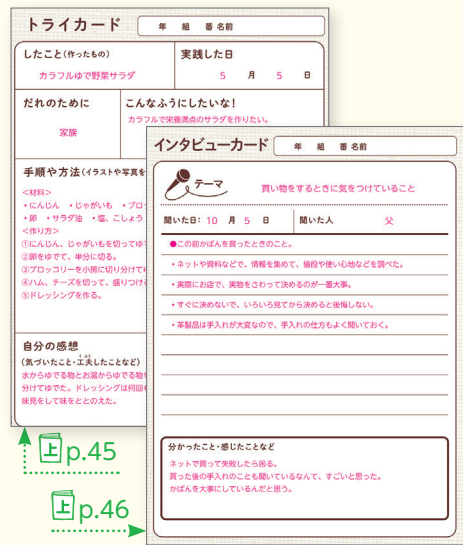 トライカード
年 組 番 名前
したこと(作ったもの)
カラフルゆで野菜サラダ
実践した日
5 月 5 日
だれのために
家族
こんなふうにしたいな!
カラフルで栄養満点のサラダを作りたい。
手順や方法(イラストや写真を
<材料>
・にんじん ・じゃがいも ・ブロッ
・卵 ・サラダ油 ・塩、こしょう
<作り方>
①にんじん、じゃがいもを切ってゆで
②卵をゆでて、半分に切る。
③ブロッコリーを小房に切り分けてゆ
④ハム、チーズを切って、盛りつけ
⑤ドレッシングを作る。
自分の感想
(気づいたこと・工夫したことなど)
くふう
水からゆでる物とお湯からゆでる物を
分けてゆでた。ドレッシングは何回も
味見をして味をととのえた。
上 p.45
インタビューカード
年 組 番 名前
テーマ
買い物をするときに気をつけていること
聞いた日:10 月 5 日
聞いた人
父
●この前かばんを買ったときのこと。
・ネットや資料などで、情報を集めて、値段や使い心地などを調べた。
・実際にお店で、実物をさわって決めるのが一番大事。
・すぐに決めないで、いろいろ見てから決めると後悔しない。
・革製品は手入れが大変なので、手入れの仕方もよく聞いておく。
分かったこと・感じたことなど
ネットで買って失敗したら困る。
買った後の手入れのことも聞いているなんて、すごいと思った。
かばんを大事にしているんだと思う。
上 p.46